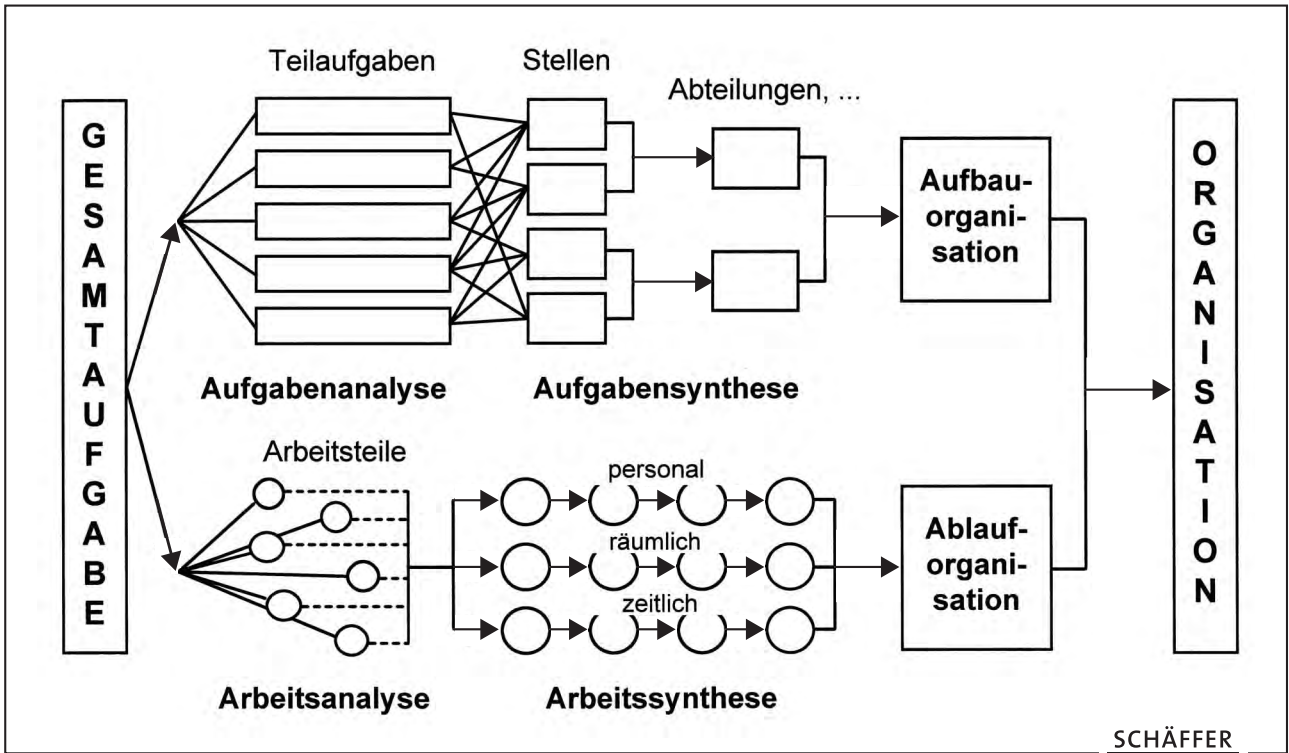 GESAMTAUFGABE
Teilaufgaben
Stellen
Abteilungen, ...
Aufgabenanalyse
Aufgabensynthese
Aufbau-
organi-
sation
Arbeitsteile
personal
räumlich
zeitlich
Arbeitsanalyse
Arbeitssynthese
Ablauf-
organi-
sation
ORGANISATION
SCHÄFFER